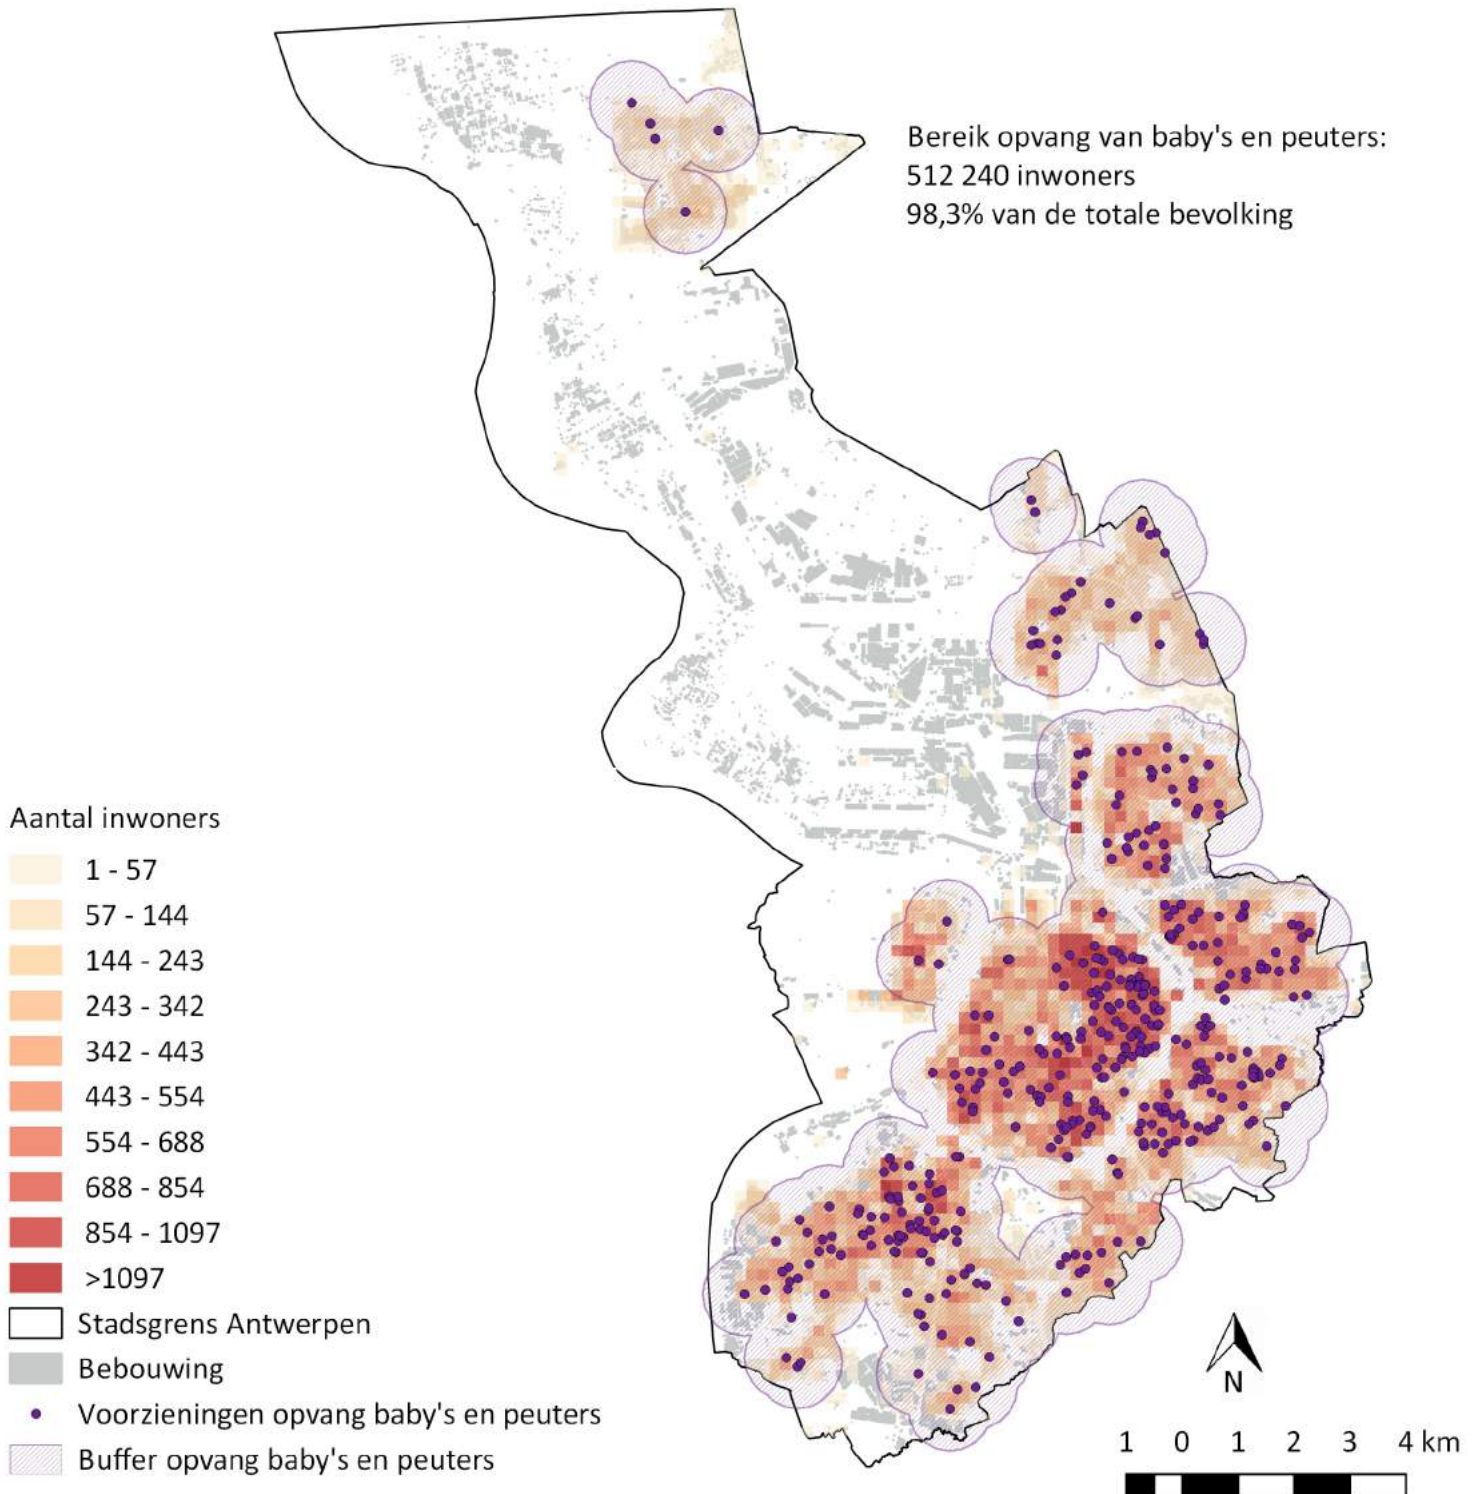 Bereik opvang van baby's en peuters:
512 240 inwoners
98,3% van de totale bevolking
Aantal inwoners
1 - 57
57 - 144
144 - 243
243 - 342
342 - 443
443 - 554
554 - 688
688 - 854
854 - 1097
>1097
Stadsgrens Antwerpen
Bebouwing
Voorzieningen opvang baby's en peuters
Buffer opvang baby's en peuters
N
1 0 1 2 3 4 km